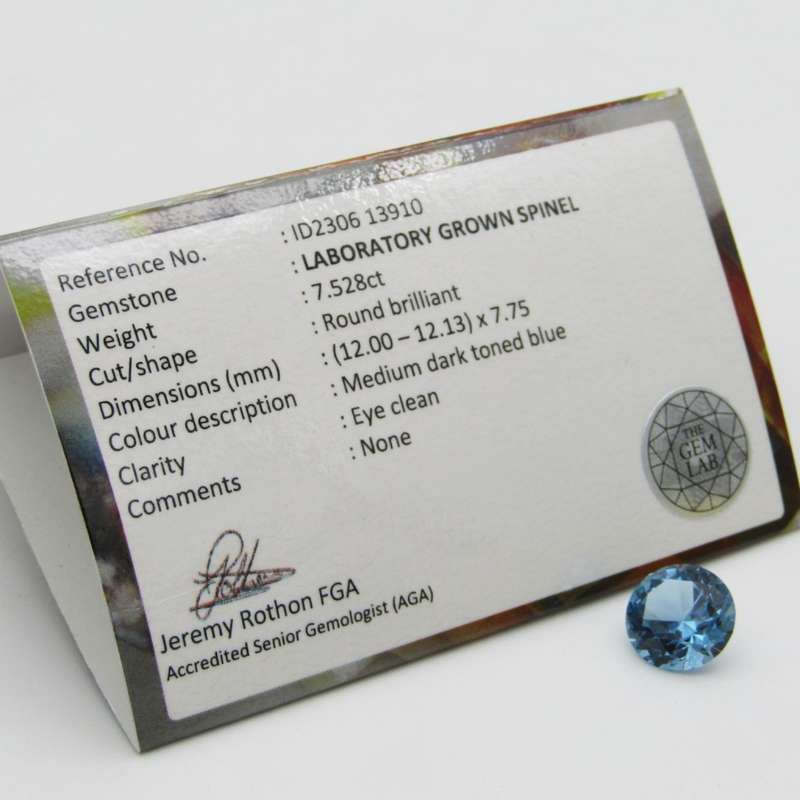 Reference No. : ID2306 13910
Gemstone : LABORATORY GROWN SPINEL
Weight : 7.528ct
Cut/shape : Round brilliant
Dimensions (mm) : (12.00 – 12.13) x 7.75
Colour description : Medium dark toned blue
Clarity : Eye clean
Comments : None
THE
GEM
LAB
Jeremy Rothon FGA
Accredited Senior Gemologist (AGA)